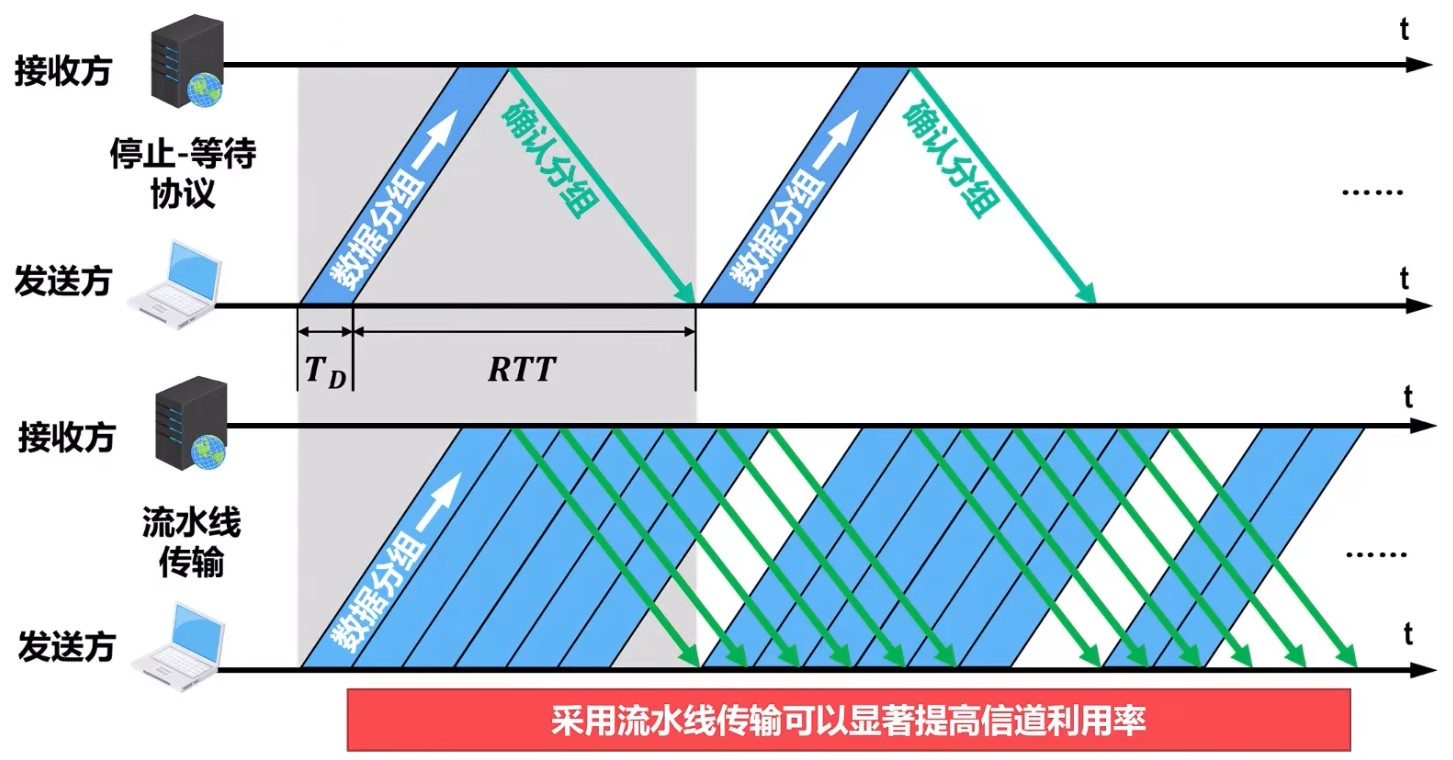 t
接收方
停止-等待
协议
数据分组
确认分组
数据分组
确认分组
……
发送方
t
T_D
RTT
t
接收方
流水线
传输
数据分组
……
发送方
t
采用流水线传输可以显著提高信道利用率